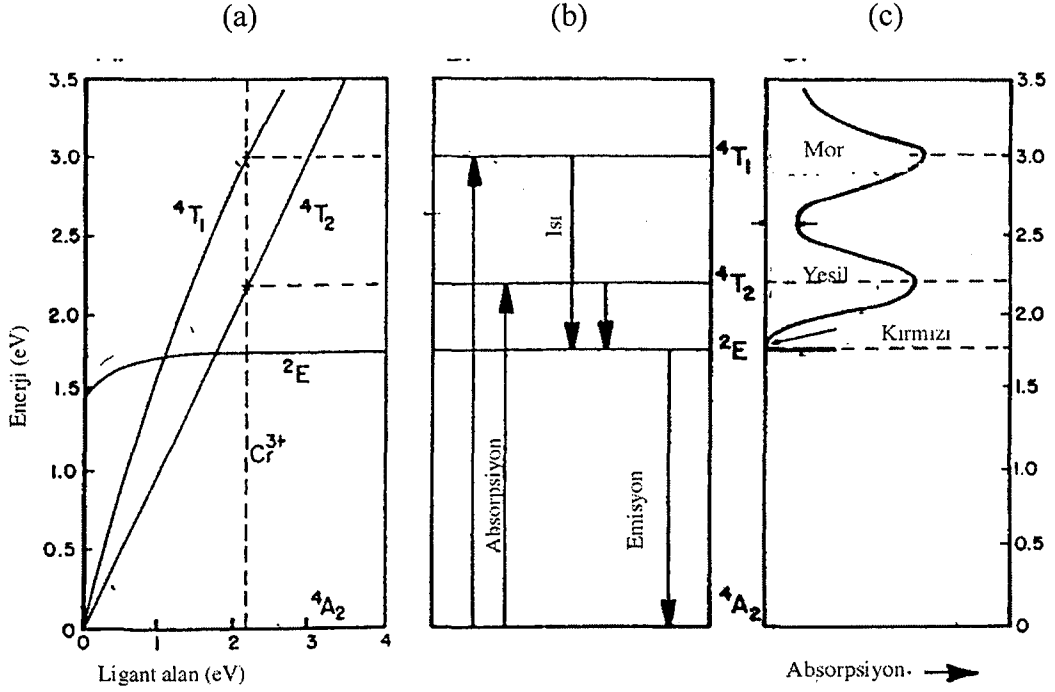 (a) (b) (c)
3.5
3.0
2.5
2.0
1.5
1.0
0.5
0
Enerji (eV)
⁴T₁
⁴T₂
²E
Cr³⁺
⁴A₂
0 1 2 3 4
Ligant alan (eV)
Absorpsiyon
Isı
Emisyon
⁴T₁
⁴T₂
²E
⁴A₂
Mor
Yesil
Kırmızı
3.5
3.0
2.5
2.0
1.5
1.0
0.5
0
Absorpsiyon